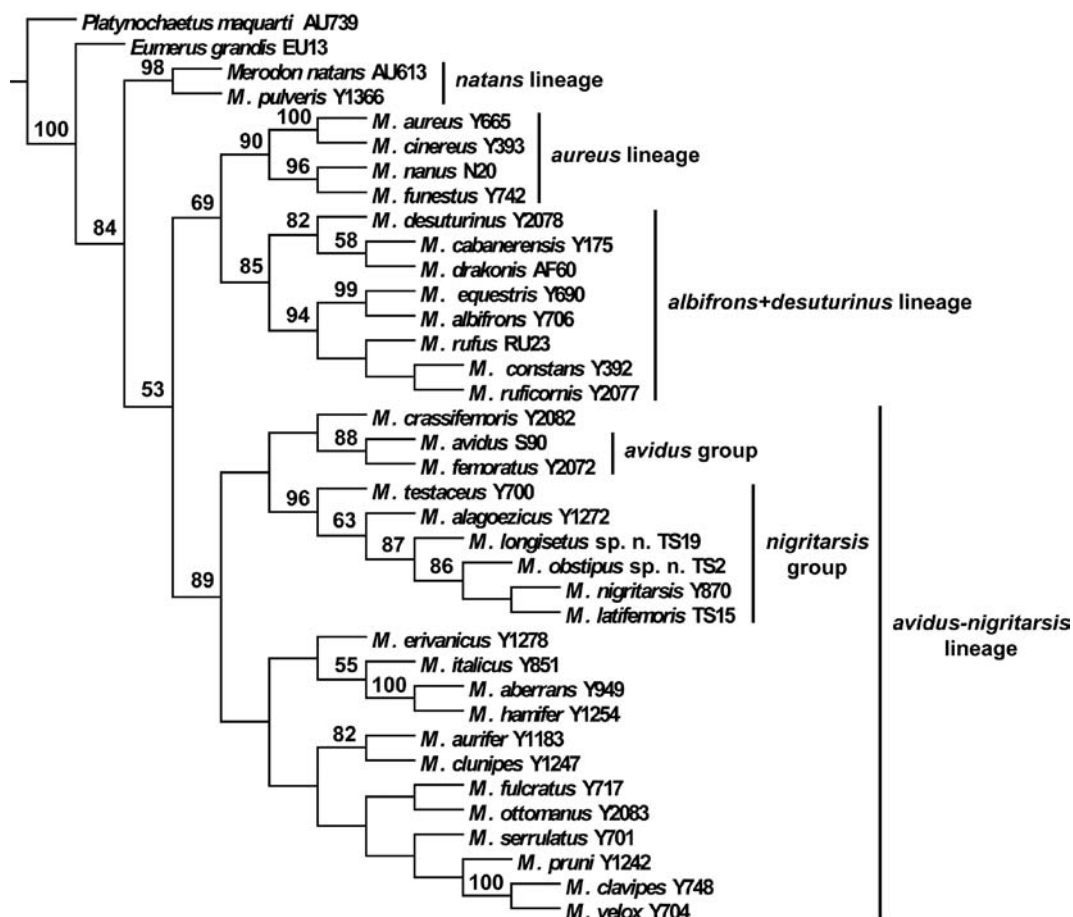 Platynochaetus maquarti AU739
Eumerus grandis EU13
98
Merodon natans AU613
natans lineage
M. pulveris Y1366
100
100
M. aureus Y665
90
M. cinereus Y393
aureus lineage
96
M. nanus N20
M. funestus Y742
69
84
82
M. desuturinus Y2078
58
M. cabanerensis Y175
85
M. drakonis AF60
99
M. equestris Y690
albifrons+desuturinus lineage
94
M. albifrons Y706
M. rufus RU23
M. constans Y392
53
M. ruficornis Y2077
M. crassifemoris Y2082
88
M. avidus S90
avidus group
M. femoratus Y2072
96
M. testaceus Y700
63
M. alagoezicus Y1272
87
M. longisetus sp. n. TS19
nigritarsis
group
86
M. obstipus sp. n. TS2
89
M. nigritarsis Y870
M. latifemoris TS15
avidus-nigritarsis
lineage
M. erivanicus Y1278
55
M. italicus Y851
100
M. aberrans Y949
M. hamifer Y1254
82
M. aurifer Y1183
M. clunipes Y1247
M. fulcratus Y717
M. ottomanus Y2083
M. serrulatus Y701
M. pruni Y1242
100
M. clavipes Y748
M. velox Y704